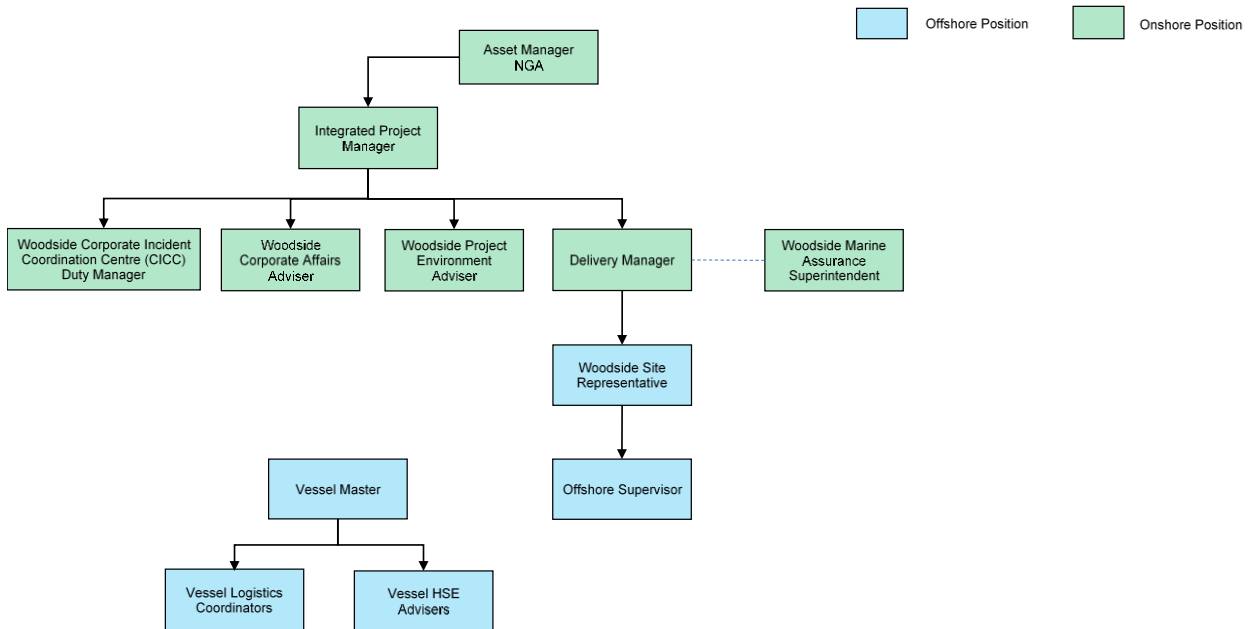 Offshore Position
Onshore Position
Asset Manager
NGA
Integrated Project
Manager
Woodside Corporate Incident
Coordination Centre (CICC)
Duty Manager
Woodside
Corporate Affairs
Adviser
Woodside Project
Environment
Adviser
Delivery Manager
Woodside Marine
Assurance
Superintendent
Woodside Site
Representative
Vessel Master
Offshore Supervisor
Vessel Logistics
Coordinators
Vessel HSE
Advisers